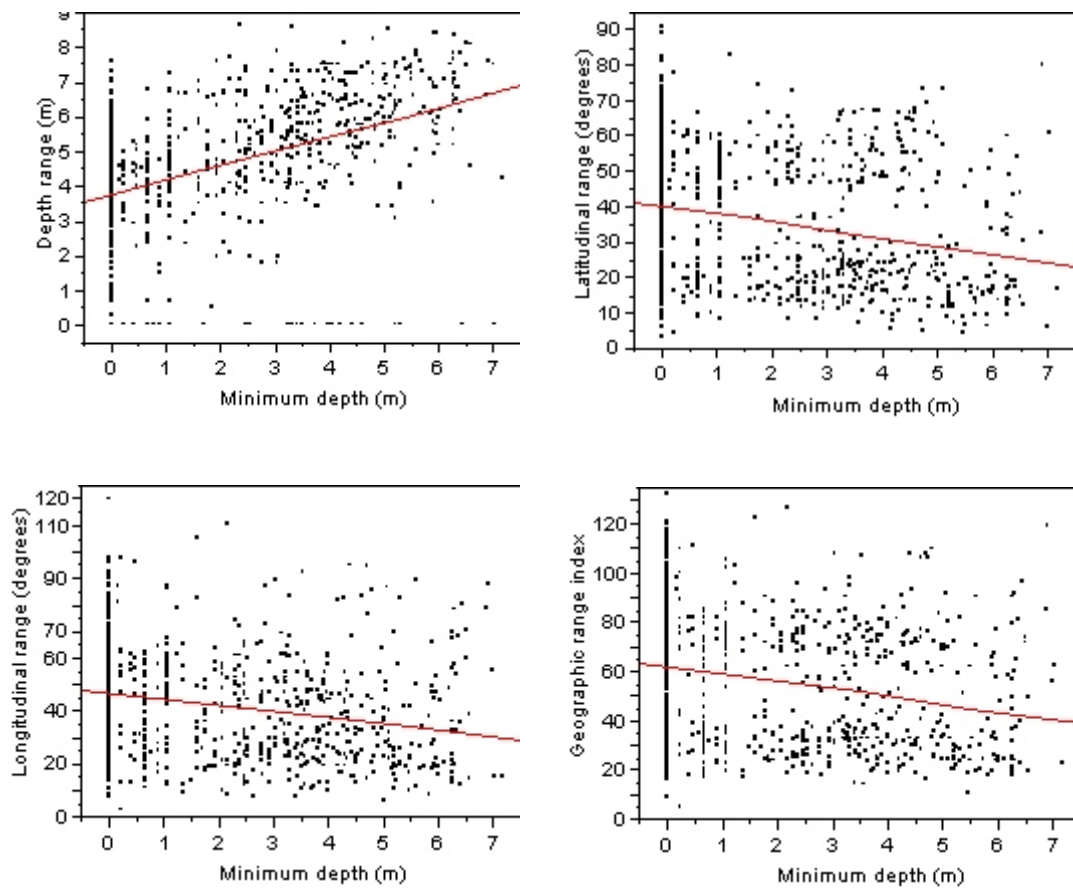 Depth range (m)
9
8
7
6
5
4
3
2
1
0
0 1 2 3 4 5 6 7
Minimum depth (m)
Latitudinal range (degrees)
90
80
70
60
50
40
30
20
10
0
0 1 2 3 4 5 6 7
Minimum depth (m)
Longitudinal range (degrees)
120
110
90
70
60
40
20
0
0 1 2 3 4 5 6 7
Minimum depth (m)
Geographic range index
120
100
80
60
40
20
0
0 1 2 3 4 5 6 7
Minimum depth (m)